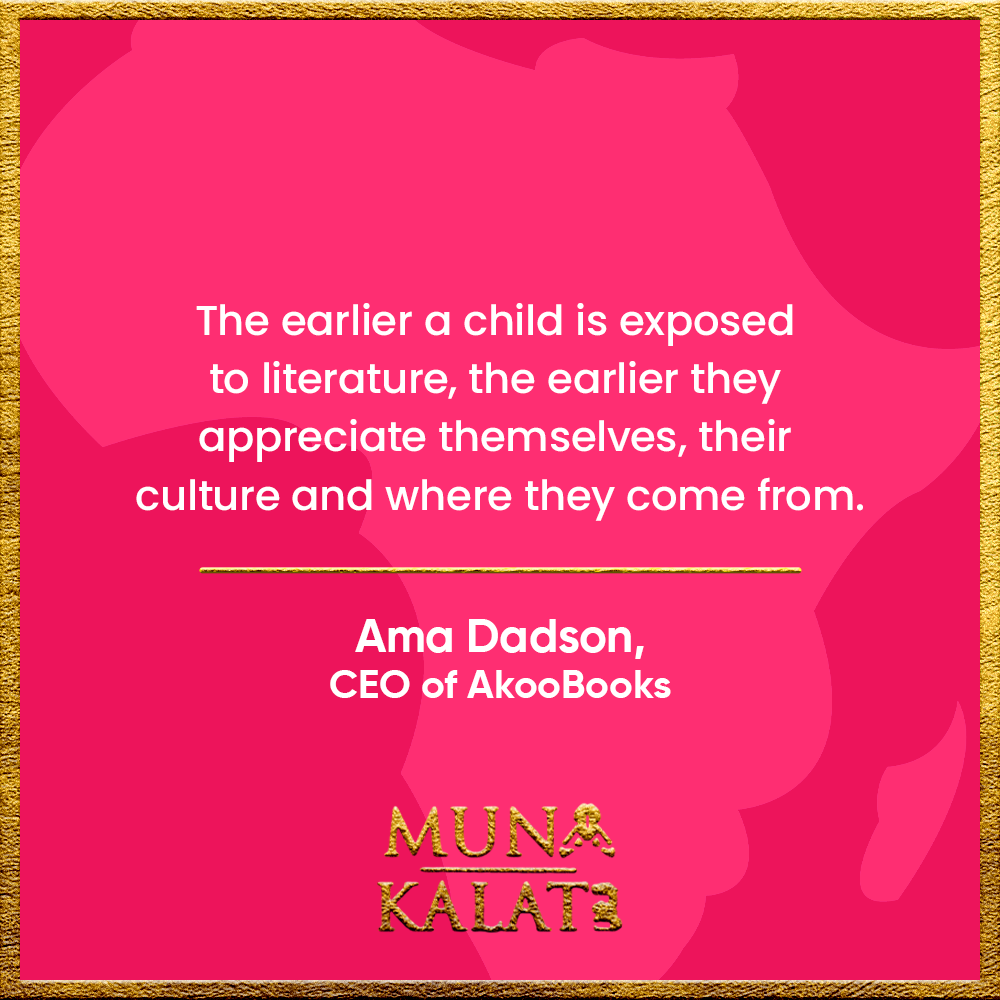 The earlier a child is exposed
to literature, the earlier they
appreciate themselves, their
culture and where they come from.
Ama Dadson,
CEO of AkooBooks
MUNA
KALATE